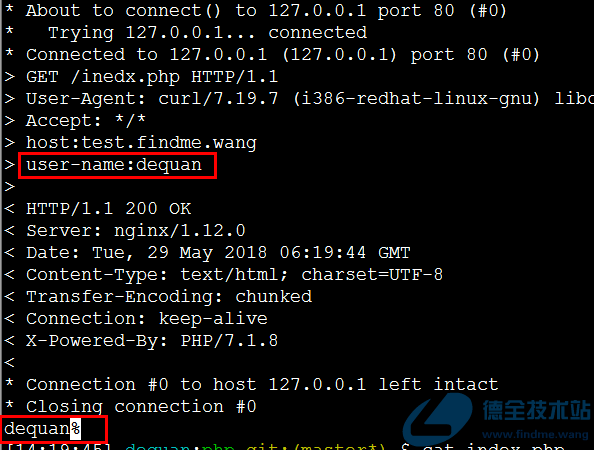 * About to connect() to 127.0.0.1 port 80 (#0)
*   Trying 127.0.0.1... connected
* Connected to 127.0.0.1 (127.0.0.1) port 80 (#0)
> GET /inedx.php HTTP/1.1
> User-Agent: curl/7.19.7 (i386-redhat-linux-gnu) libc
> Accept: */*
> host:test.findme.wang
> user-name:dequan
>
< HTTP/1.1 200 OK
< Server: nginx/1.12.0
< Date: Tue, 29 May 2018 06:19:44 GMT
< Content-Type: text/html; charset=UTF-8
< Transfer-Encoding: chunked
< Connection: keep-alive
< X-Powered-By: PHP/7.1.8
<
* Connection #0 to host 127.0.0.1 left intact
* Closing connection #0
dequan%
[14:19:45] dequan:php git:(master*) $ cat index.php
德全技术站
www.findme.wang